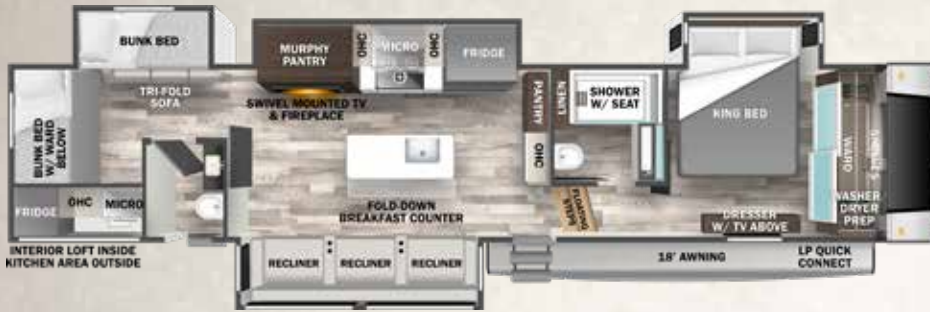 BUNK BED
TRI-FOLD
SOFA
BUNK BED
W/ WARD
BELOW
FRIDGE
OHC
MICRO
INTERIOR LOFT INSIDE
KITCHEN AREA OUTSIDE
MURPHY
PANTRY
OHC
MICRO
OHC
FRIDGE
SWIVEL MOUNTED TV
& FIREPLACE
FOLD-DOWN
BREAKFAST COUNTER
RECLINER
RECLINER
RECLINER
PANTRY
OHC
LINEN
SHOWER
W/ SEAT
FLOATING
STEPS
KING BED
DRESSER
W/ TV ABOVE
WARD
WASHER
DRYER
PREP
18' AWNING
LP QUICK
CONNECT